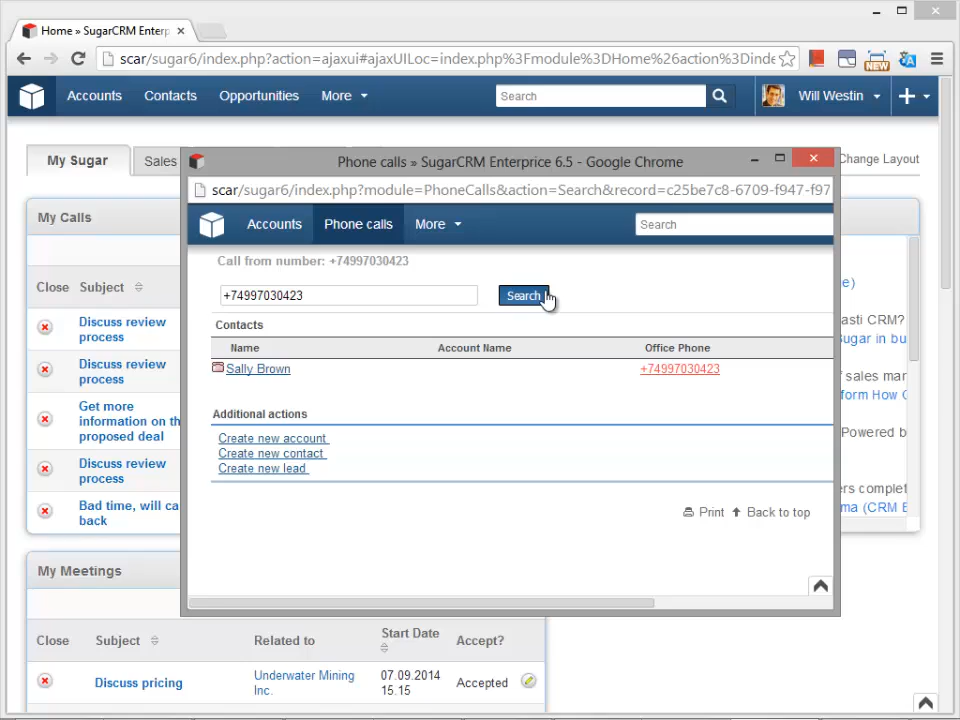 Home » SugarCRM Enterp
scar/sugar6/index.php?action=ajaxui#ajaxUILoc=index.php%3Fmodule%3DHome%26action%3Dinde
NEW
Accounts Contacts Opportunities More Search Will Westin
My Sugar Sales Change Layout
Phone calls » SugarCRM Enterprice 6.5 - Google Chrome
scar/sugar6/index.php?module=PhoneCalls&action=Search&record=c25be7c8-6709-f947-f97
Accounts Phone calls More Search
Call from number: +74997030423
+74997030423 Search
Contacts
Name Account Name Office Phone
Sally Brown +74997030423
Additional actions
Create new account
Create new contact
Create new lead
Print Back to top
My Calls
Close Subject
Discuss review
process
Discuss review
process
Get more
information on th
proposed deal
Discuss review
process
Bad time, will ca
back
e)
asti CRM?
Sugar in bu
of sales mar
form How C
Powered b
ers complet
ma (CRM E
My Meetings
Close Subject Related to Start Date Accept?
Discuss pricing Underwater Mining
Inc. 07.09.2014
15.15 Accepted